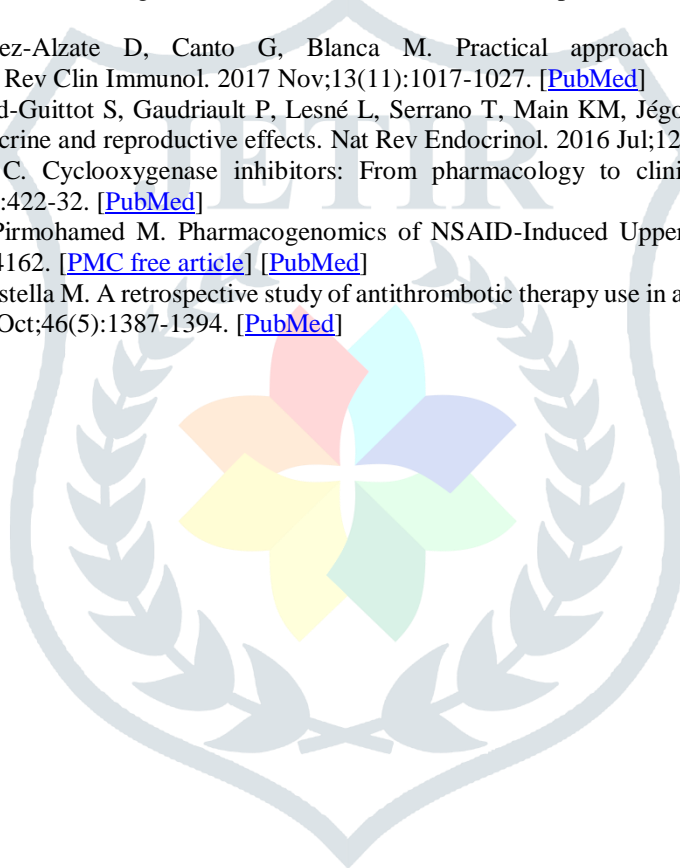 ez-Alzate D, Canto G, Blanca M. Practical approach
Rev Clin Immunol. 2017 Nov;13(11):1017-1027. [PubMed]
d-Guittot S, Gaudriault P, Lesné L, Serrano T, Main KM, Jégo
crine and reproductive effects. Nat Rev Endocrinol. 2016 Jul;12
C. Cyclooxygenase inhibitors: From pharmacology to clini
:422-32. [PubMed]
Pirmohamed M. Pharmacogenomics of NSAID-Induced Upper
4162. [PMC free article] [PubMed]
stella M. A retrospective study of antithrombotic therapy use in a
Oct;46(5):1387-1394. [PubMed]
JETIR